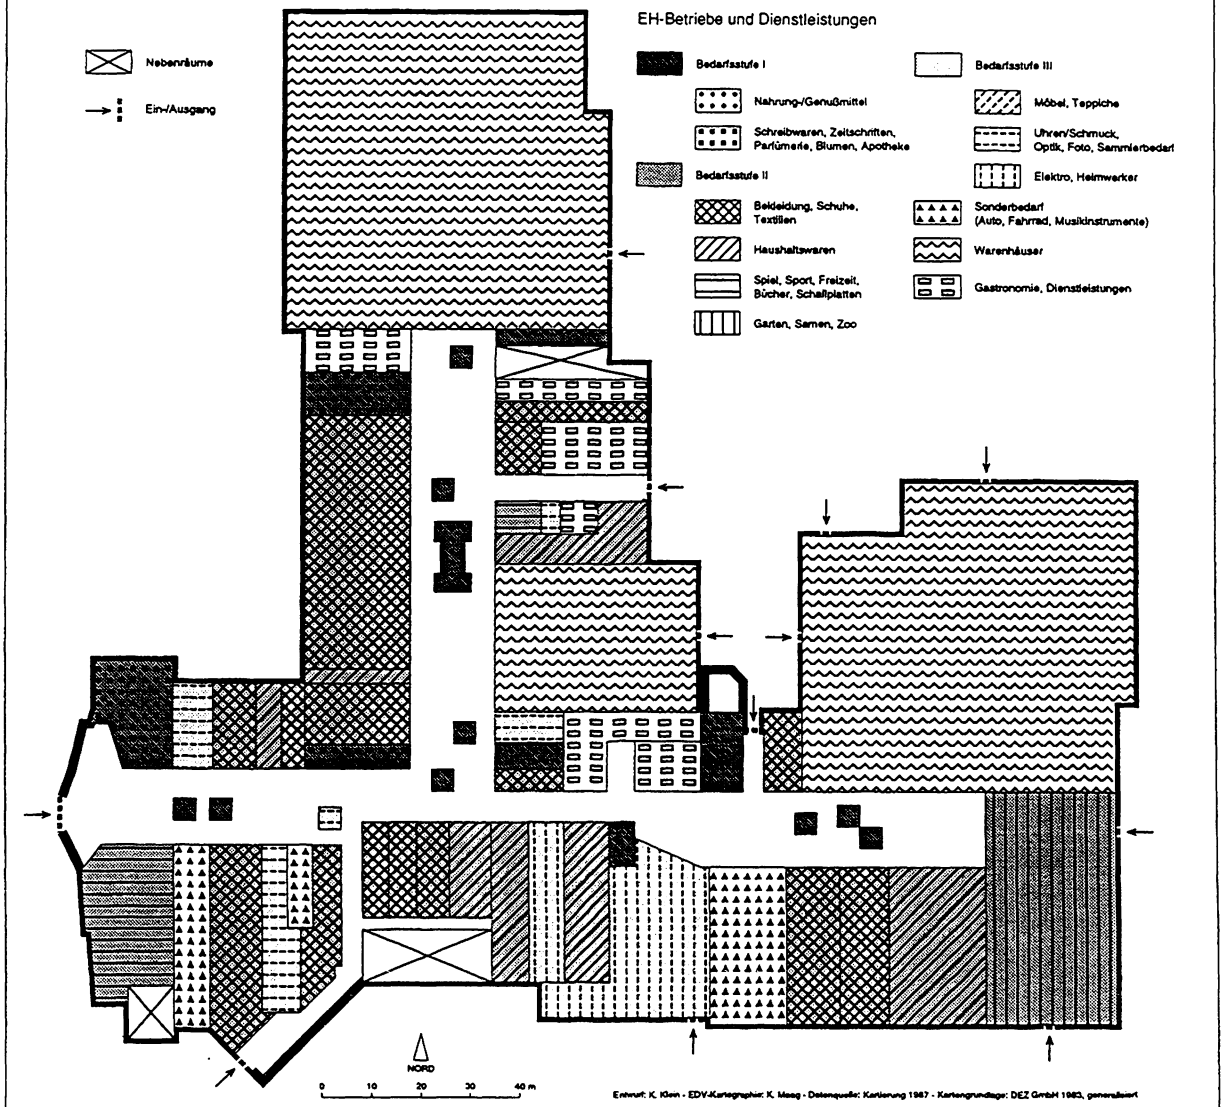 EH-Betriebe und Dienstleistungen
Nebenräume
Ein-/Ausgang
Bedarfsstufe I
Nahrung-/Genußmittel
Schreibwaren, Zeitschriften,
Parfümerie, Blumen, Apotheke
Bedarfsstufe II
Bekleidung, Schuhe,
Textilien
Haushaltswaren
Spiel, Sport, Freizeit,
Bücher, Schallplatten
Garten, Samen, Zoo
Bedarfsstufe III
Möbel, Teppiche
Uhren/Schmuck,
Optik, Foto, Sammlerbedarf
Elektro, Heimwerker
Sonderbedarf
(Auto, Fahrrad, Musikinstrumente)
Warenhäuser
Gastronomie, Dienstleistungen
NORD
0 10 20 30 40 m
Entwurf: K. Klein - EDV-Kartographie: K. Maag - Datenquelle: Kartierung 1987 - Kartengrundlage: DEZ GmbH 1983, generalisiert